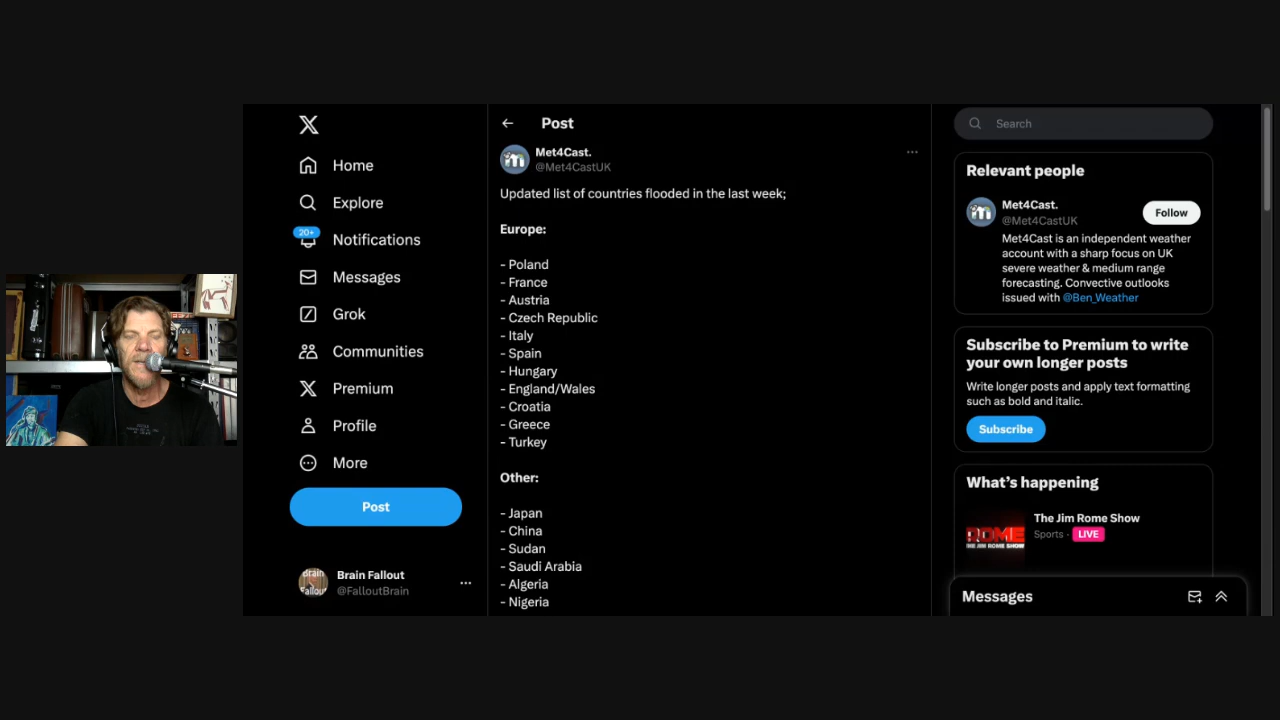 Home
Explore
20+
Notifications
Messages
Grok
Communities
Premium
Profile
More
Post
Brain Fallout
@FalloutBrain
Post
Met4Cast.
@Met4CastUK
Updated list of countries flooded in the last week;
Europe:
- Poland
- France
- Austria
- Czech Republic
- Italy
- Spain
- Hungary
- England/Wales
- Croatia
- Greece
- Turkey
Other:
- Japan
- China
- Sudan
- Saudi Arabia
- Algeria
- Nigeria
Search
Relevant people
Met4Cast.
@Met4CastUK
Follow
Met4Cast is an independent weather
account with a sharp focus on UK
severe weather & medium range
forecasting. Convective outlooks
issued with @Ben_Weather
Subscribe to Premium to write
your own longer posts
Write longer posts and apply text formatting
such as bold and italic.
Subscribe
What's happening
ROME
THE JIM ROME SHOW
The Jim Rome Show
Sports · LIVE
Messages